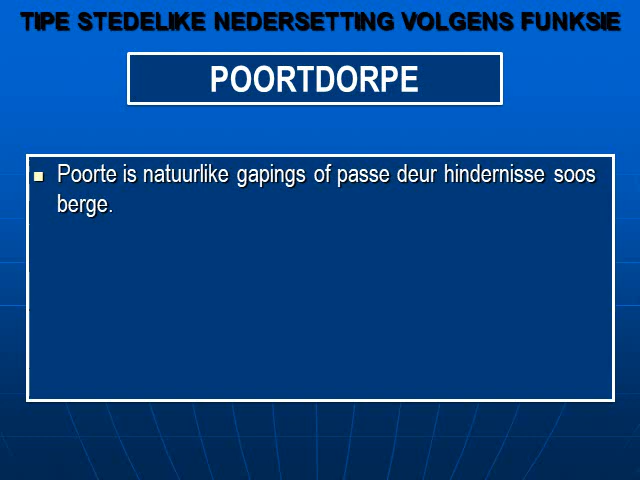 TIPE STEDELIKE NEDERSETTING VOLGENS FUNKSIE
POORTDORPE
Poorte is natuurlike gapings of passe deur hindernisse soos
berge.